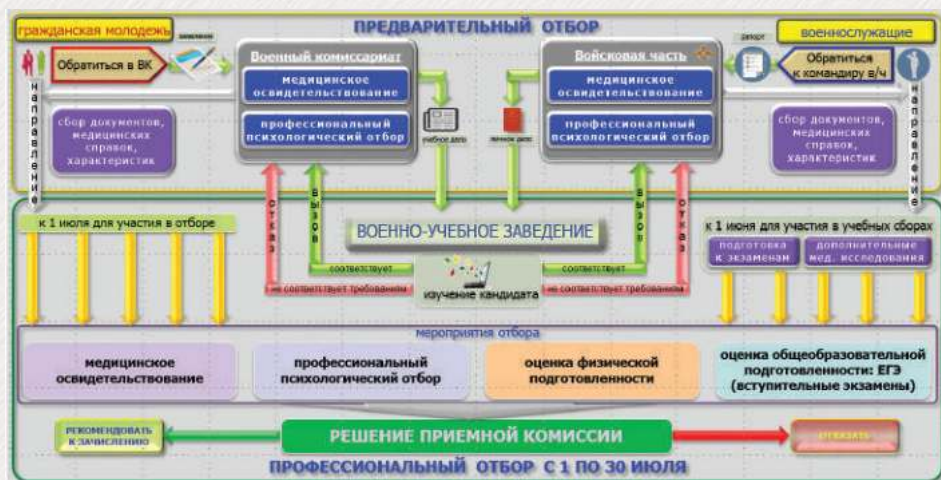 ПРЕДВАРИТЕЛЬНЫЙ ОТБОР
гражданская молодежь
заявление
Обратиться в ВК
Военный комиссариат
медицинское
освидетельствование
профессиональный
психологический отбор
сбор документов,
медицинских
справок,
характеристик
направление
учебное дело
личное дело
Войсковая часть
медицинское
освидетельствование
профессиональный
психологический отбор
рапорт
военнослужащие
Обратиться
к командиру в/ч
сбор документов,
медицинских
справок,
характеристик
направление
отказ
вызов
вызов
отказ
к 1 июля для участия в отборе
ВОЕННО-УЧЕБНОЕ ЗАВЕДЕНИЕ
соответствует
соответствует
не соответствует требованиям
не соответствует требованиям
изучение кандидата
к 1 июня для участия в учебных сборах
подготовка
к экзаменам
дополнительные
мед. исследования
мероприятия отбора
медицинское
освидетельствование
профессиональный
психологический отбор
оценка физической
подготовленности
оценка общеобразовательной
подготовленности: ЕГЭ
(вступительные экзамены)
РЕКОМЕНДОВАТЬ
К ЗАЧИСЛЕНИЮ
РЕШЕНИЕ ПРИЕМНОЙ КОМИССИИ
ОТКАЗАТЬ
ПРОФЕССИОНАЛЬНЫЙ ОТБОР С 1 ПО 30 ИЮЛЯ